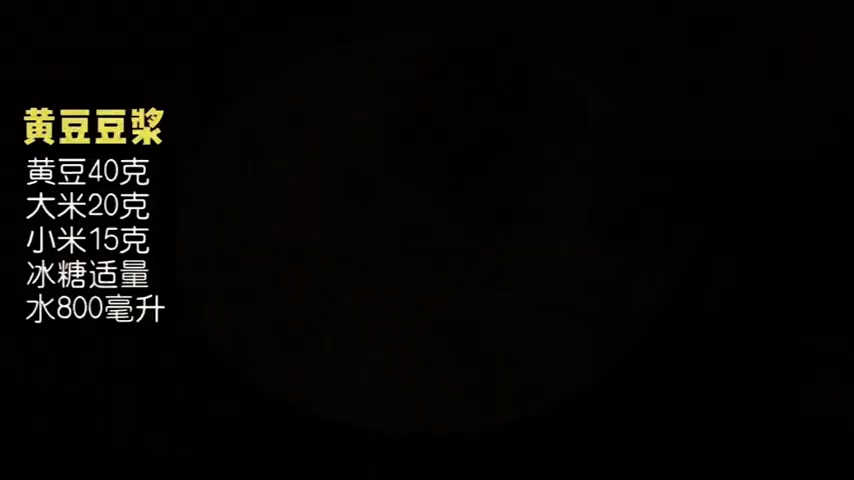 黄豆豆浆
黄豆40克
大米20克
小米15克
冰糖适量
水800毫升